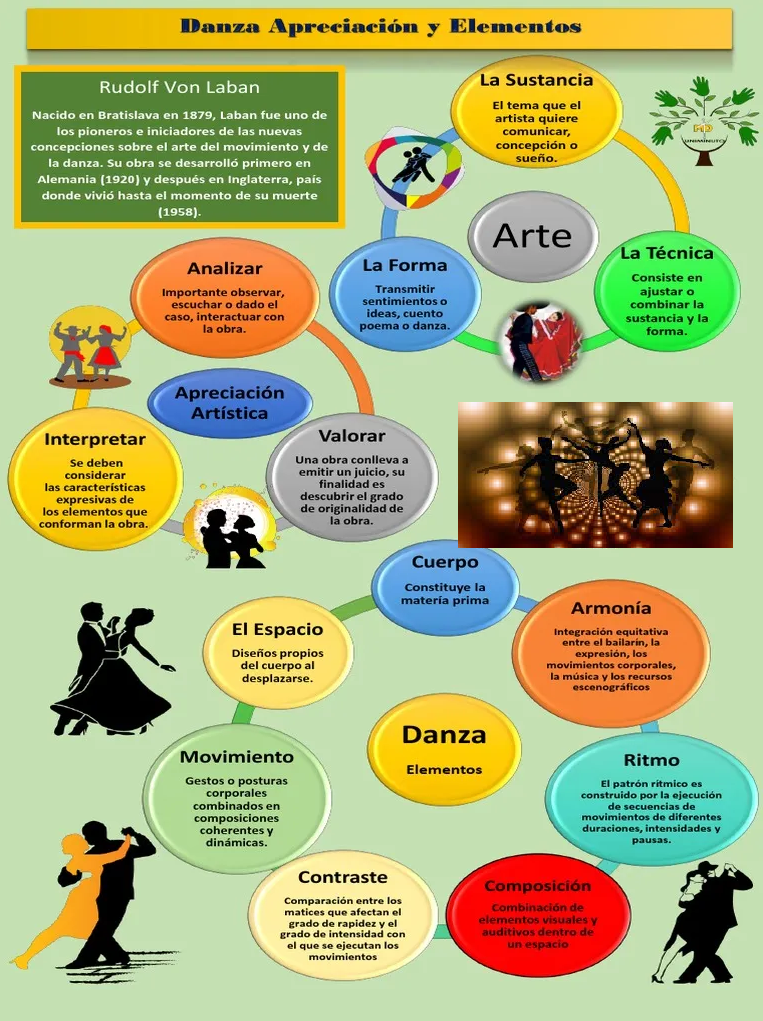 Danza Apreciación y Elementos
Rudolf Von Laban
Nacido en Bratislava en 1879, Laban fue uno de
los pioneros e iniciadores de las nuevas
concepciones sobre el arte del movimiento y de
la danza. Su obra se desarrolló primero en
Alemania (1920) y después en Inglaterra, país
donde vivió hasta el momento de su muerte
(1958).
La Sustancia
El tema que el
artista quiere
comunicar,
concepción o
sueño.
UNIMINUTO
Arte
La Forma
Transmitir
sentimientos o
ideas, cuento
poema o danza.
La Técnica
Consiste en
ajustar o
combinar la
sustancia y la
forma.
Analizar
Importante observar,
escuchar o dado el
caso, interactuar con
la obra.
Apreciación
Artística
Interpretar
Se deben
considerar
las características
expresivas de
los elementos que
conforman la obra.
Valorar
Una obra conlleva a
emitir un juicio, su
finalidad es
descubrir el grado
de originalidad de
la obra.
Cuerpo
Constituye la
matería prima
El Espacio
Diseños propios
del cuerpo al
desplazarse.
Armonía
Integración equitativa
entre el bailarín, la
expresión, los
movimientos corporales,
la música y los recursos
escenográficos
Danza
Elementos
Movimiento
Gestos o posturas
corporales
combinados en
composiciones
coherentes y
dinámicas.
Ritmo
El patrón rítmico es
construido por la ejecución
de secuencias de
movimientos de diferentes
duraciones, intensidades y
pausas.
Contraste
Comparación entre los
matices que afectan el
grado de rapidez y el
grado de intensidad con
el que se ejecutan los
movimientos
Composición
Combinación de
elementos visuales y
auditivos dentro de
un espacio